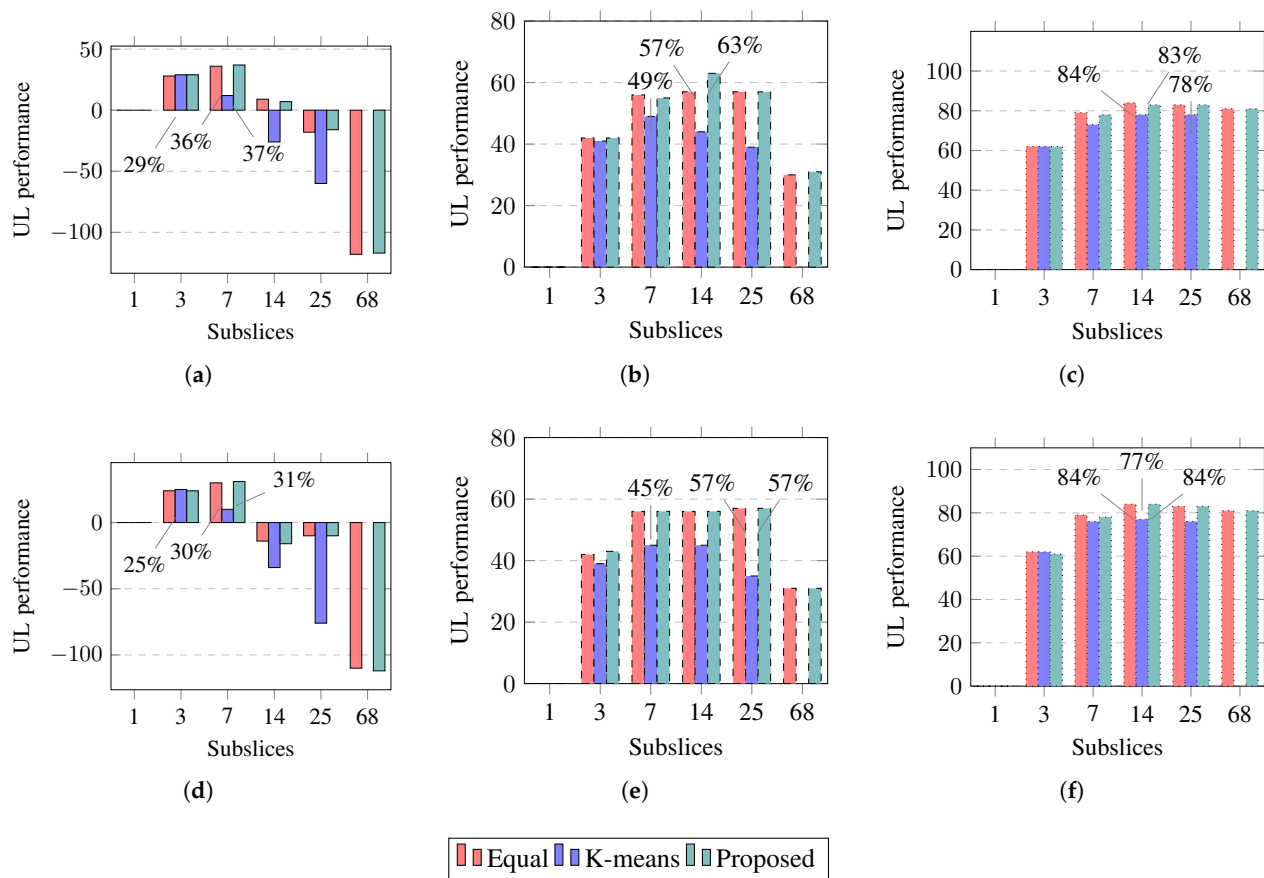 50
0
−50
−100
UL performance
29%
36%
37%
1 3 7 14 25 68
Subslices
(a)
80
60
40
20
0
UL performance
57%
63%
49%
1 3 7 14 25 68
Subslices
(b)
100
80
60
40
20
0
UL performance
83%
84%
78%
1 3 7 14 25 68
Subslices
(c)
0
−50
−100
UL performance
31%
30%
25%
1 3 7 14 25 68
Subslices
(d)
80
60
40
20
0
UL performance
45%
57%
57%
1 3 7 14 25 68
Subslices
(e)
100
80
60
40
20
0
UL performance
77%
84%
84%
1 3 7 14 25 68
Subslices
(f)
Equal K-means Proposed